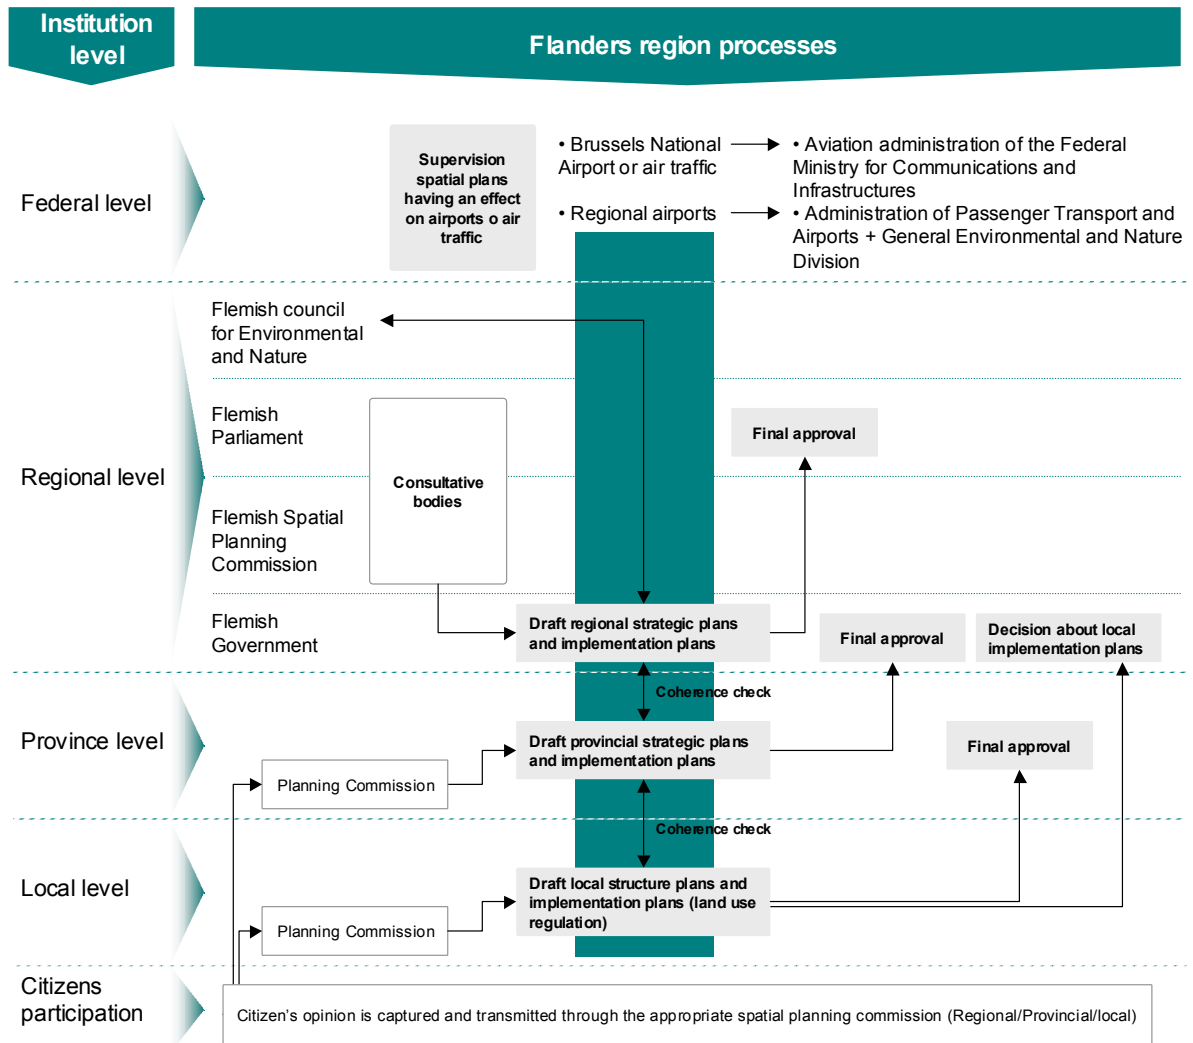 Institution
level
Flanders region processes
Federal level
Supervision
spatial plans
having an effect
on airports o air
traffic
• Brussels National
Airport or air traffic
• Aviation administration of the Federal
Ministry for Communications and
Infrastructures
• Regional airports
• Administration of Passenger Transport and
Airports + General Environmental and Nature
Division
Regional level
Flemish council
for Environmental
and Nature
Flemish
Parliament
Consultative
bodies
Final approval
Flemish Spatial
Planning
Commission
Flemish
Government
Draft regional strategic plans
and implementation plans
Final approval
Decision about local
implementation plans
Coherence check
Province level
Planning Commission
Draft provincial strategic plans
and implementation plans
Final approval
Coherence check
Local level
Planning Commission
Draft local structure plans and
implementation plans (land use
regulation)
Citizens
participation
Citizen's opinion is captured and transmitted through the appropriate spatial planning commission (Regional/Provincial/local)